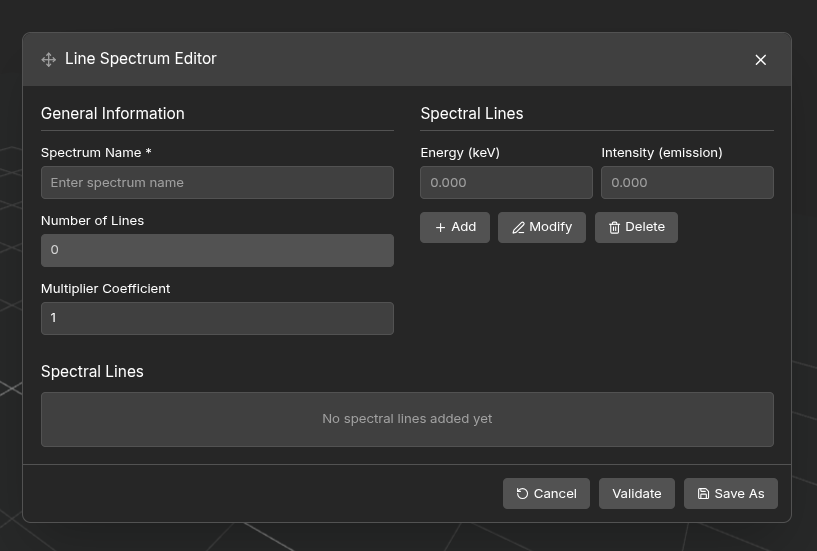 Line Spectrum Editor
General Information
Spectrum Name *
Enter spectrum name
Number of Lines
0
Multiplier Coefficient
1
Spectral Lines
Energy (keV)
Intensity (emission)
0.000
0.000
Add
Modify
Delete
Spectral Lines
No spectral lines added yet
Cancel
Validate
Save As